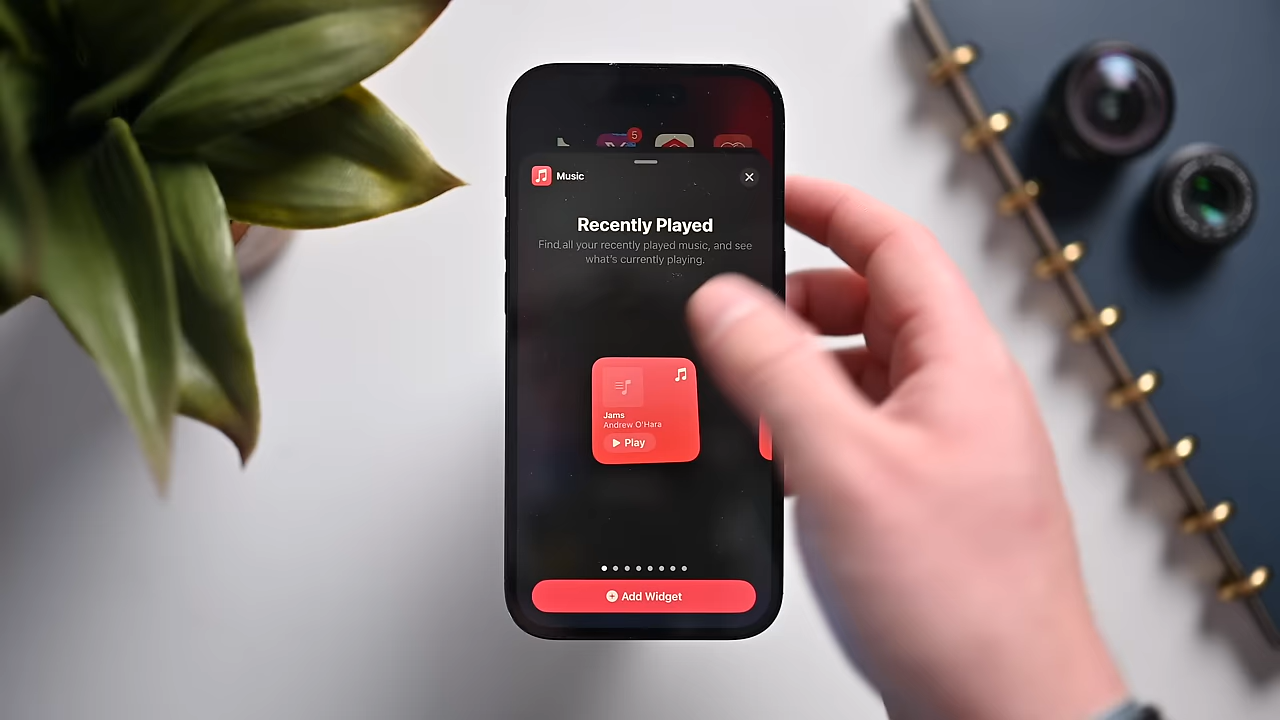 5
Music
Recently Played
Find all your recently played music, and see
what's currently playing.
Jams
Andrew O'Hara
Play
Add Widget